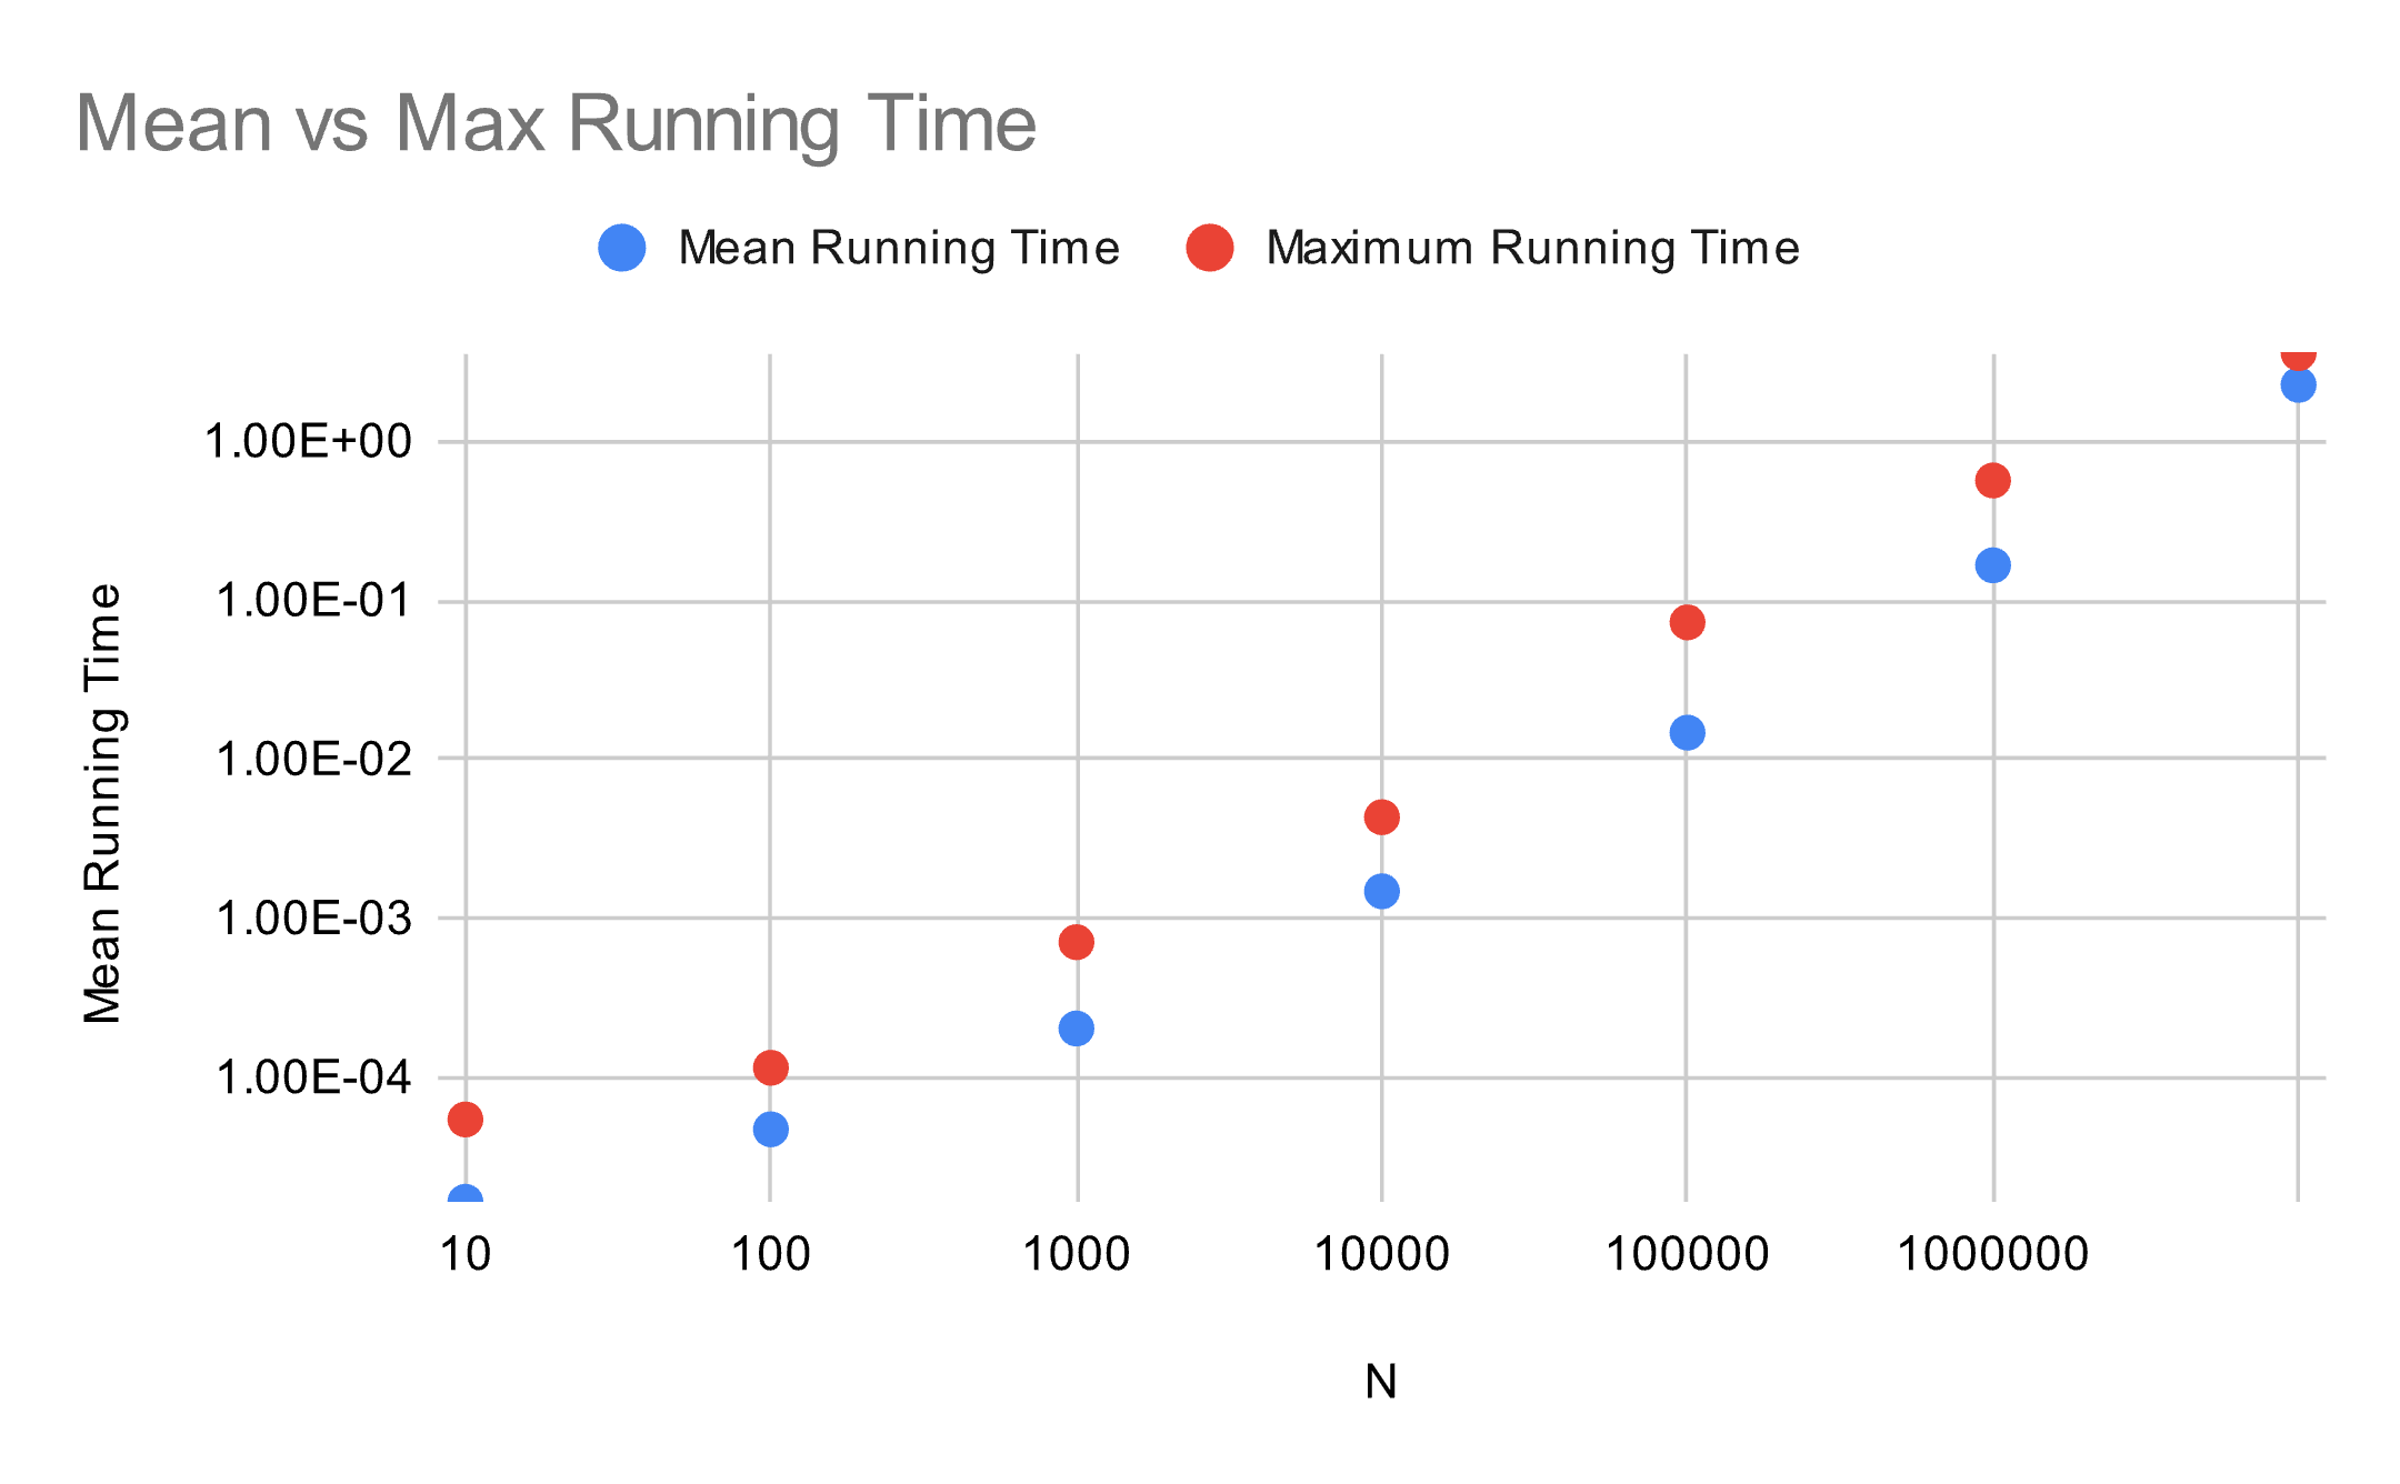 Mean vs Max Running Time
Mean Running Time
Maximum Running Time
Mean Running Time
1.00E+00
1.00E-01
1.00E-02
1.00E-03
1.00E-04
10
100
1000
10000
100000
1000000
N